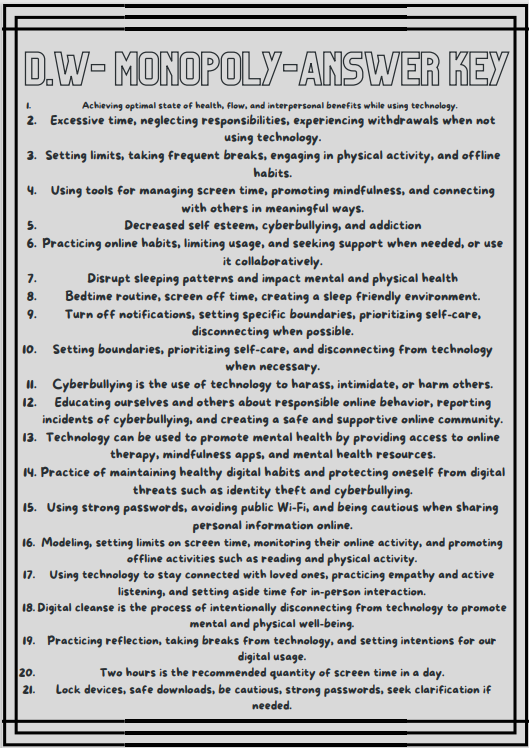 D.W- MONOPOLY-ANSWER KEY
1. Achieving optimal state of health, flow, and interpersonal benefits while using technology.
2. Excessive time, neglecting responsibilities, experiencing withdrawals when not
using technology.
3. Setting limits, taking frequent breaks, engaging in physical activity, and offline
habits.
4. Using tools for managing screen time, promoting mindfulness, and connecting
with others in meaningful ways.
5. Decreased self esteem, cyberbullying, and addiction
6. Practicing online habits, limiting usage, and seeking support when needed, or use
it collaboratively.
7. Disrupt sleeping patterns and impact mental and physical health
8. Bedtime routine, screen off time, creating a sleep friendly environment.
9. Turn off notifications, setting specific boundaries, prioritizing self-care,
disconnecting when possible.
10. Setting boundaries, prioritizing self-care, and disconnecting from technology
when necessary.
11. Cyberbullying is the use of technology to harass, intimidate, or harm others.
12. Educating ourselves and others about responsible online behavior, reporting
incidents of cyberbullying, and creating a safe and supportive online community.
13. Technology can be used to promote mental health by providing access to online
therapy, mindfulness apps, and mental health resources.
14. Practice of maintaining healthy digital habits and protecting oneself from digital
threats such as identity theft and cyberbullying.
15. Using strong passwords, avoiding public Wi-Fi, and being cautious when sharing
personal information online.
16. Modeling, setting limits on screen time, monitoring their online activity, and promoting
offline activities such as reading and physical activity.
17. Using technology to stay connected with loved ones, practicing empathy and active
listening, and setting aside time for in-person interaction.
18. Digital cleanse is the process of intentionally disconnecting from technology to promote
mental and physical well-being.
19. Practicing reflection, taking breaks from technology, and setting intentions for our
digital usage.
20. Two hours is the recommended quantity of screen time in a day.
21. Lock devices, safe downloads, be cautious, strong passwords, seek clarification if
needed.